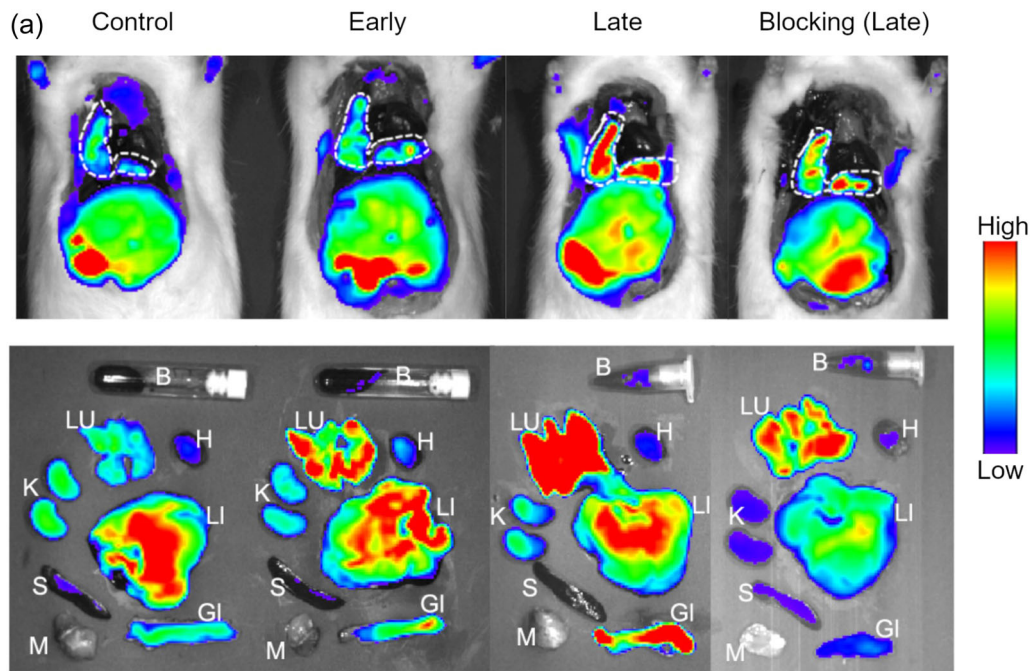 (a)
Control Early Late Blocking (Late)
High
Low
B B B B
LU H LU H LU H LU H
K LI K LI K LI K LI
S S S S
M GI M GI M GI M GI